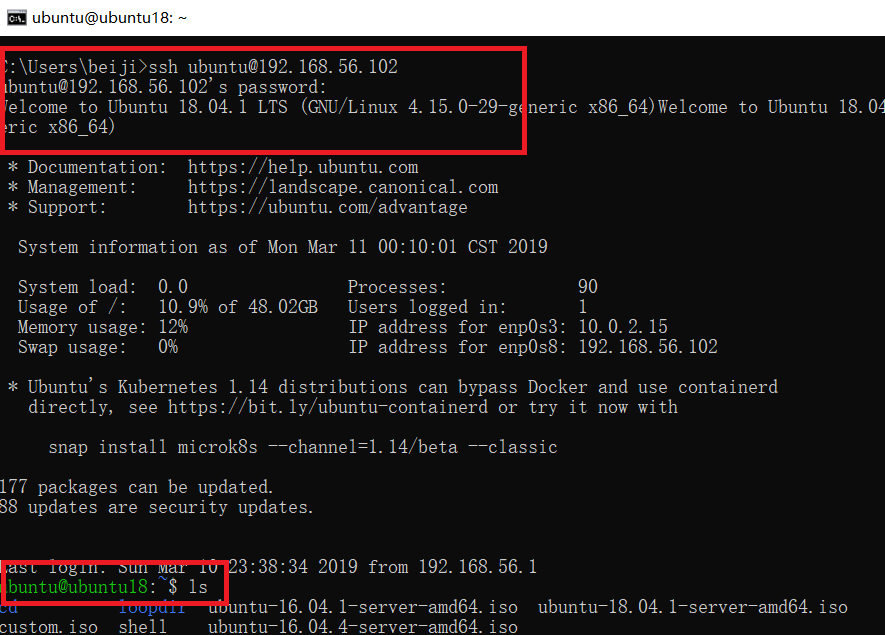 ubuntu@ubuntu18: ~
C:\Users\beiji>ssh ubuntu@192.168.56.102
ubuntu@192.168.56.102's password:
Welcome to Ubuntu 18.04.1 LTS (GNU/Linux 4.15.0-29-generic x86_64)Welcome to Ubuntu 18.04
eric x86_64)
* Documentation:  https://help.ubuntu.com
* Management:     https://landscape.canonical.com
* Support:        https://ubuntu.com/advantage
System information as of Mon Mar 11 00:10:01 CST 2019
System load:  0.0                Processes:             90
Usage of /:   10.9% of 48.02GB   Users logged in:       1
Memory usage: 12%                IP address for enp0s3: 10.0.2.15
Swap usage:   0%                 IP address for enp0s8: 192.168.56.102
* Ubuntu's Kubernetes 1.14 distributions can bypass Docker and use containerd
directly, see https://bit.ly/ubuntu-containerd or try it now with
snap install microk8s --channel=1.14/beta --classic
177 packages can be updated.
88 updates are security updates.
Last login: Sun Mar 10 23:38:34 2019 from 192.168.56.1
ubuntu@ubuntu18:~$ ls
cd          loopdir  ubuntu-16.04.1-server-amd64.iso  ubuntu-18.04.1-server-amd64.iso
custom.iso  shell    ubuntu-16.04.4-server-amd64.iso